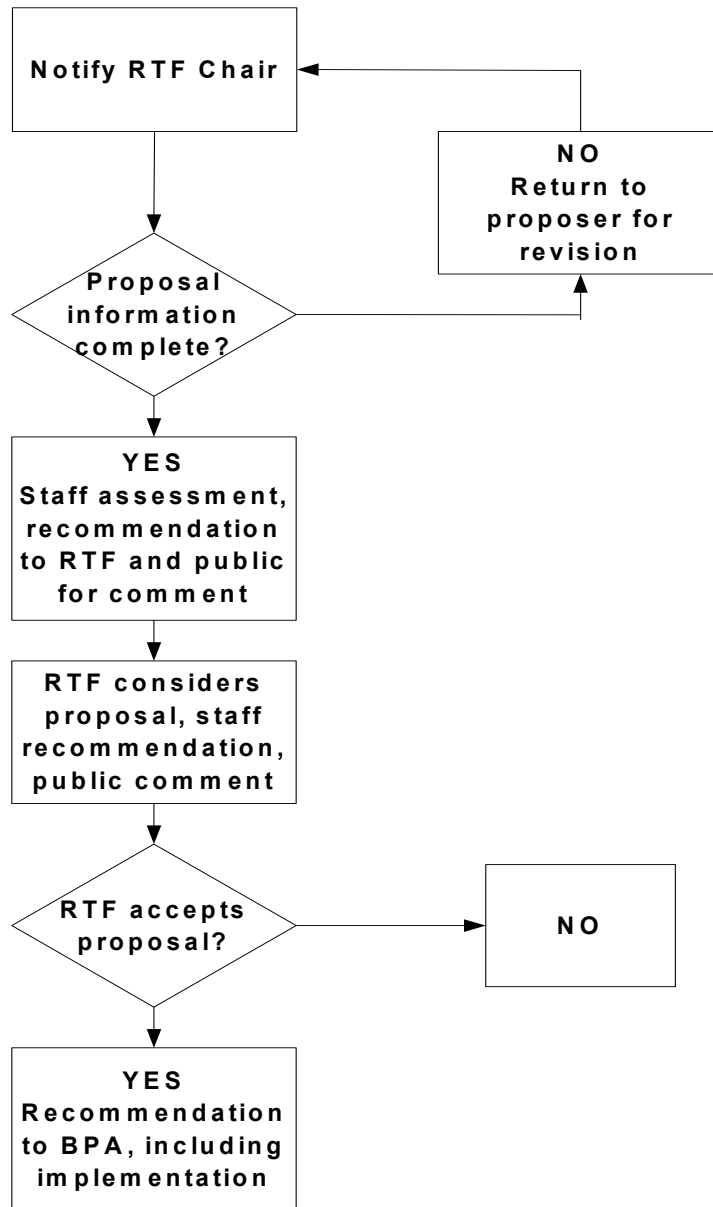 Notify RTF Chair
NO
Return to
proposer for
revision
Proposal
information
complete?
YES
Staff assessment,
recommendation
to RTF and public
for comment
RTF considers
proposal, staff
recommendation,
public comment
RTF accepts
proposal?
NO
YES
Recommendation
to BPA, including
implementation